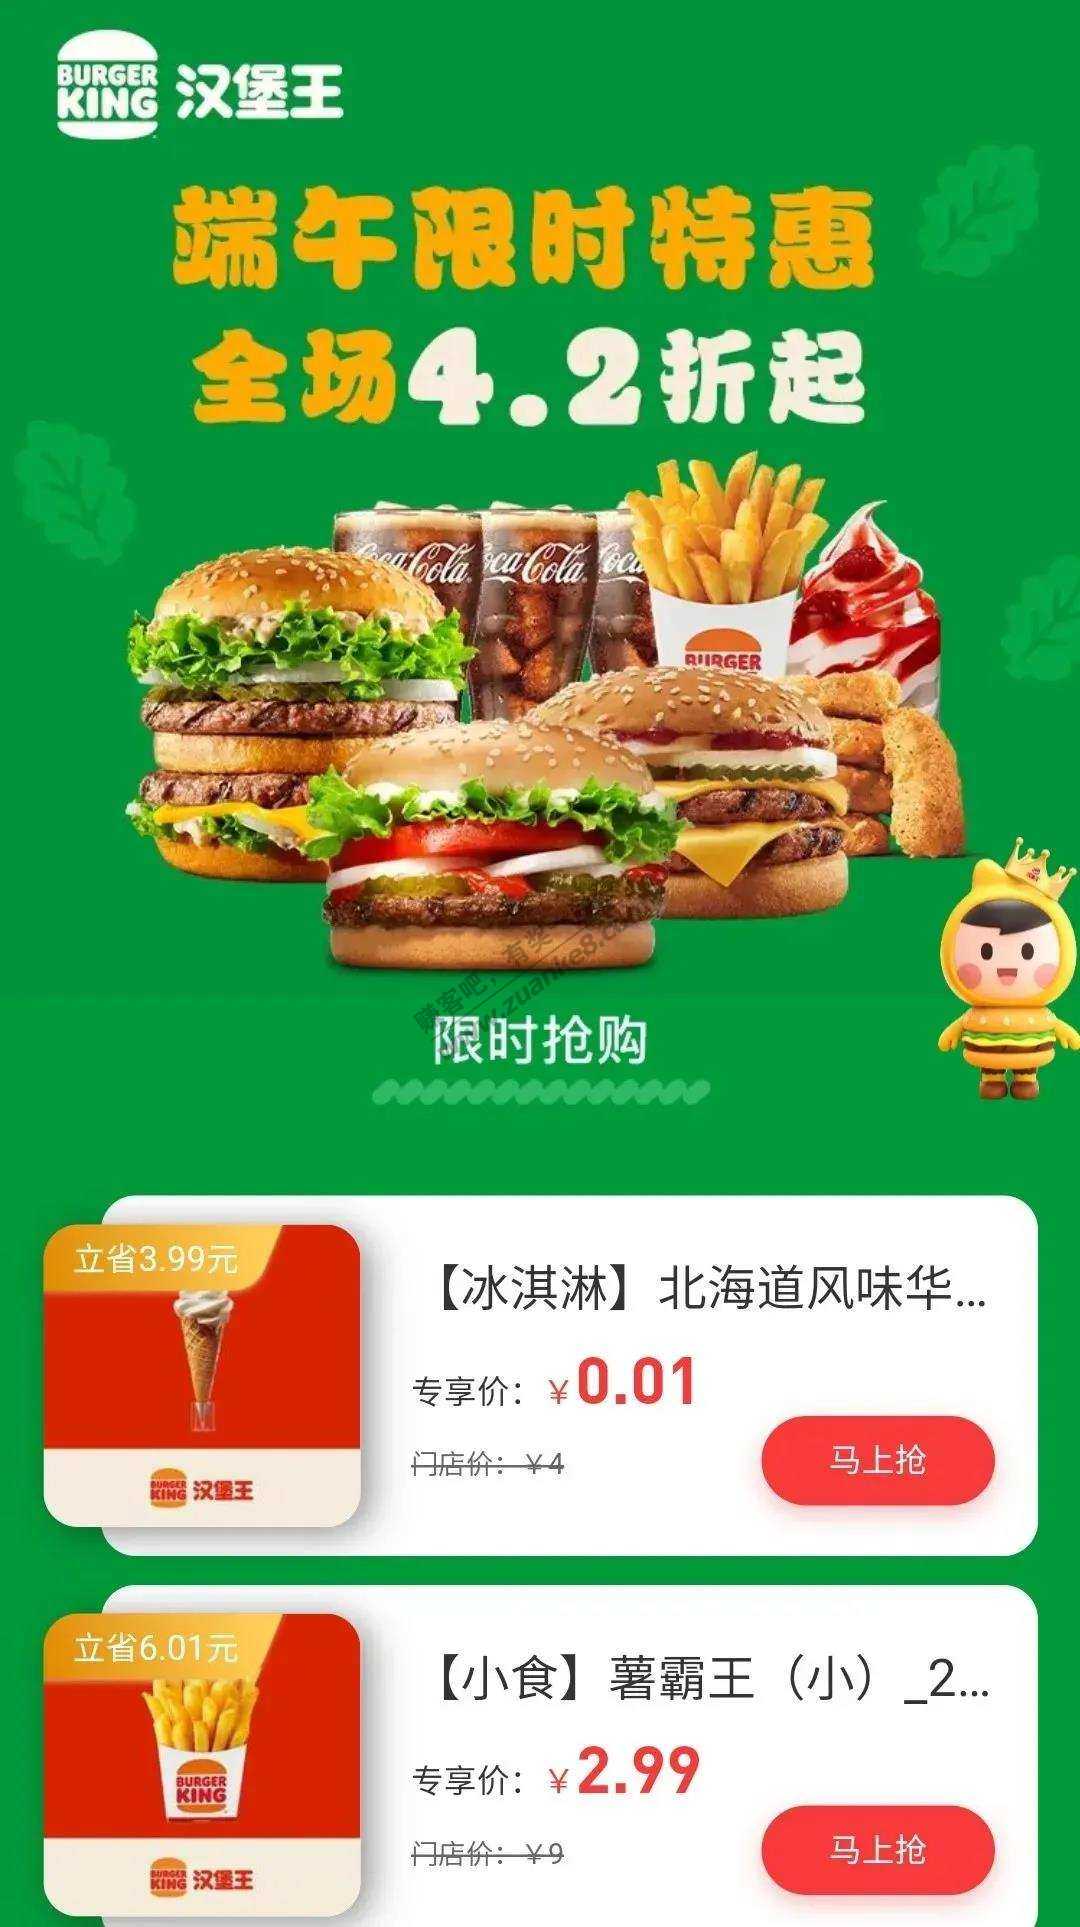 BURGER KING 汉堡王
端午限时特惠
全场4.2折起
Coca-Cola
Coca-Cola
BURGER
赚客吧，有奖
www.zuanke8.com
限时抢购
立省3.99元
【冰淇淋】北海道风味华...
专享价：￥0.01
门店价：￥4
马上抢
BURGER KING 汉堡王
立省6.01元
【小食】薯霸王（小）_2...
专享价：￥2.99
BURGER KING
门店价：￥9
马上抢
BURGER KING 汉堡王